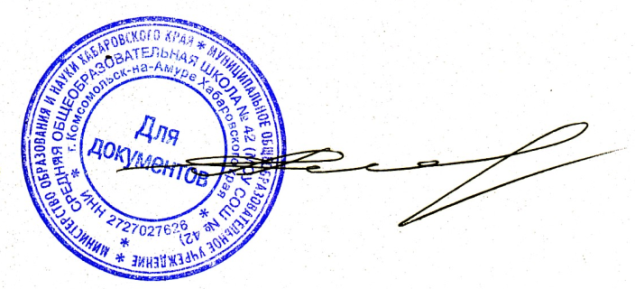 МИНИСТЕРСТВО ОБРАЗОВАНИЯ И НАУКИ ХАБАРОВСКОГО КРАЯ * МУНИЦИПАЛЬНОЕ ОБЩЕОБРАЗОВАТЕЛЬНОЕ УЧРЕЖДЕНИЕ *
СРЕДНЯЯ ОБЩЕОБРАЗОВАТЕЛЬНАЯ ШКОЛА № 42 (МОУ СОШ № 42) *
г. Комсомольск-на-Амуре Хабаровского края * ИНН 2727027626 *
Для
документов